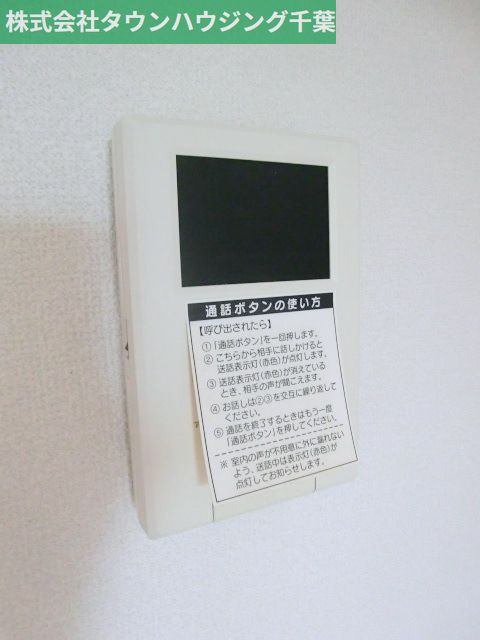 株式会社タウンハウジング千葉
通話ボタンの使い方
【呼び出されたら】
①「通話ボタン」を一回押します。
②こちらから相手に話しかけると
送話表示灯(赤色)が点灯します。
③送話表示灯(赤色)が消えている
とき、相手の声が聞こえます。
④お話しは②③を交互に繰り返して
ください。
⑤通話を終了するときはもう一度
「通話ボタン」を押してください。
※室内の声が不用意に外に漏れない
よう、送話中は表示灯(赤色)が
点灯してお知らせします。